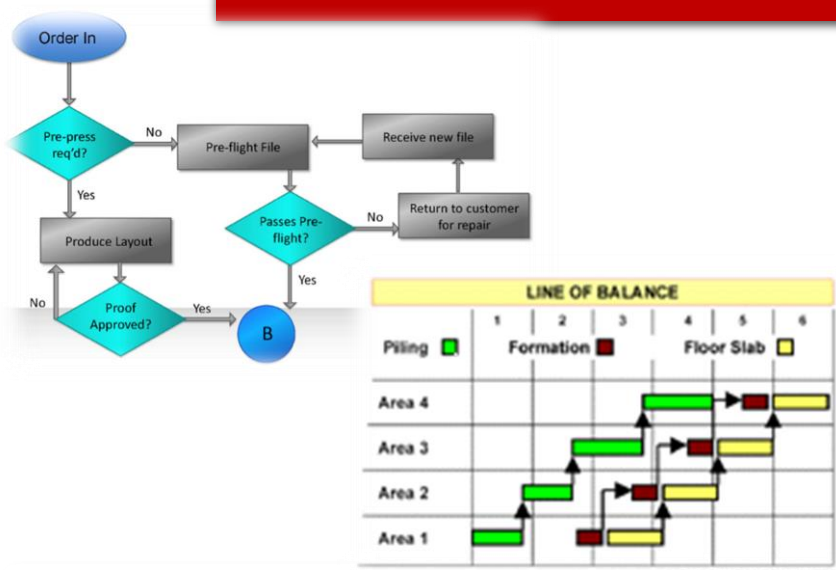 Order In
Pre-press
req'd?
No
Pre-flight File
Receive new file
Yes
Produce Layout
Passes Pre-
flight?
No
Return to customer
for repair
No
Proof
Approved?
Yes
Yes
B
LINE OF BALANCE
1 2 3 4 5 6
Piling Formation Floor Slab
Area 4
Area 3
Area 2
Area 1